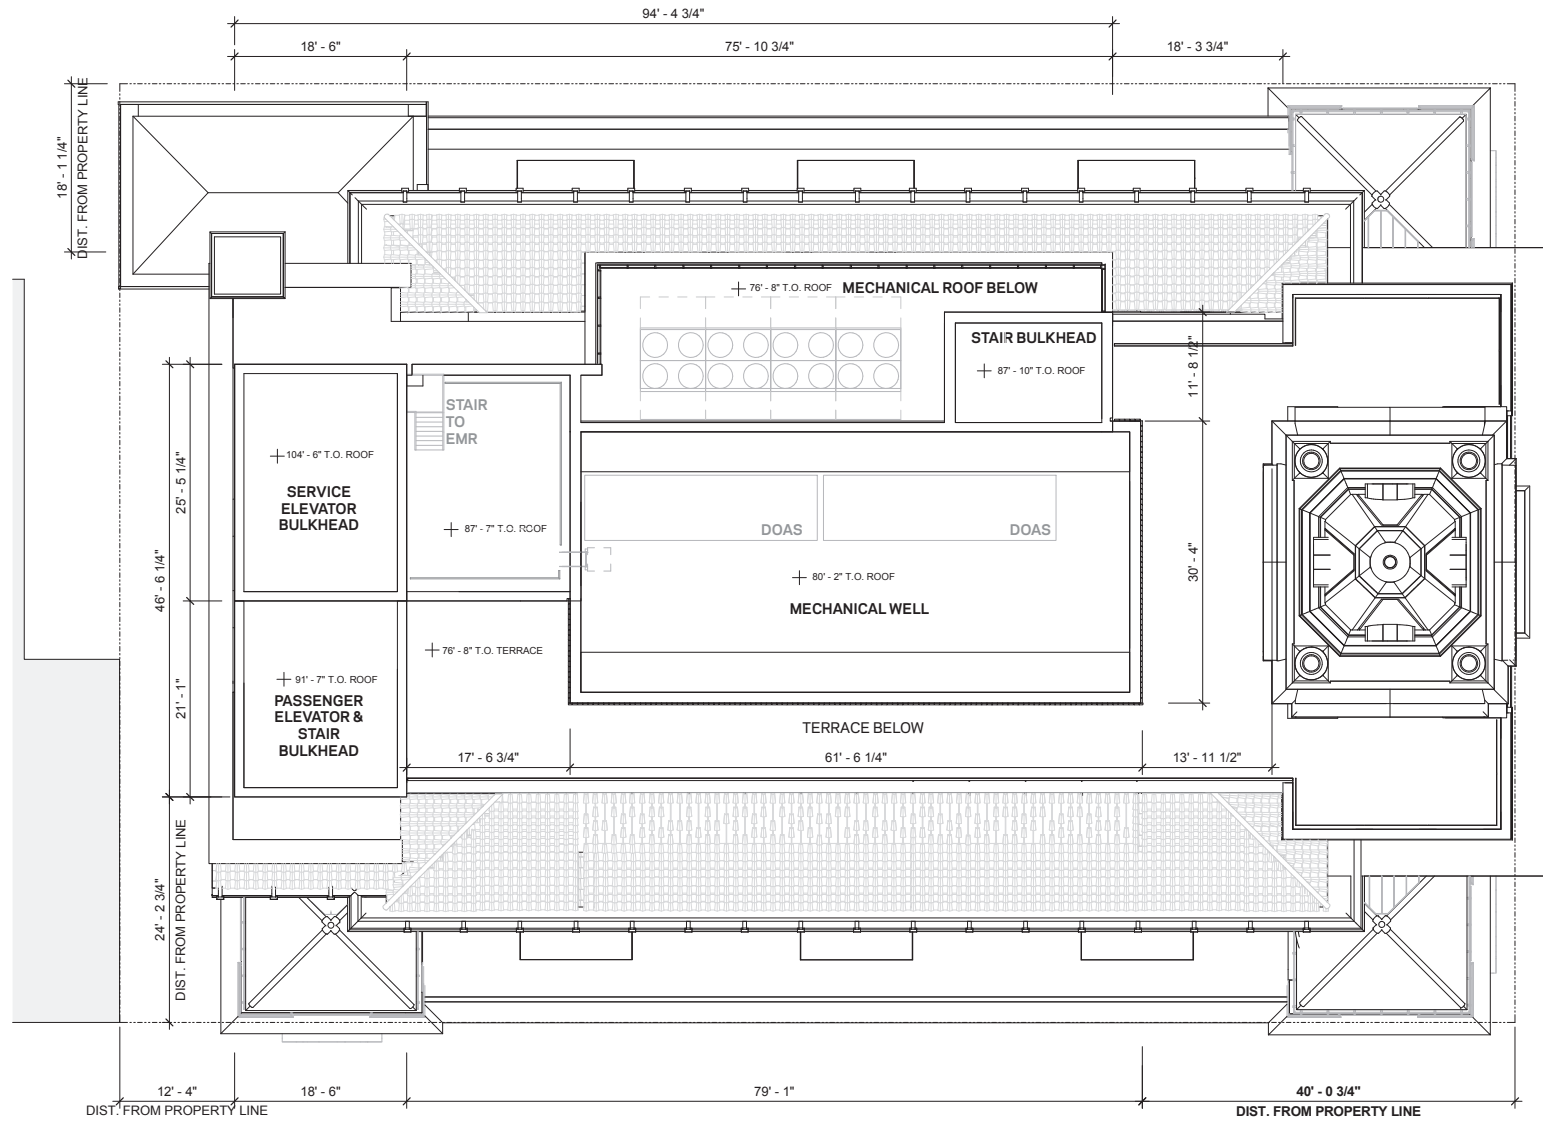 94' - 4 3/4"
18' - 6"
75' - 10 3/4"
18' - 3 3/4"
18' - 1 1/4"
DIST. FROM PROPERTY LINE
76' - 8" T.O. ROOF
MECHANICAL ROOF BELOW
STAIR BULKHEAD
87' - 10" T.O. ROOF
11' - 8 1/2"
STAIR
TO
EMR
104' - 6" T.O. ROOF
SERVICE
ELEVATOR
BULKHEAD
25' - 5 1/4"
87' - 7" T.O. ROOF
DOAS
DOAS
46' - 6 1/4"
30' - 4"
80' - 2" T.O. ROOF
MECHANICAL WELL
76' - 8" T.O. TERRACE
91' - 7" T.O. ROOF
PASSENGER
ELEVATOR &
STAIR
BULKHEAD
21' - 1"
TERRACE BELOW
17' - 6 3/4"
61' - 6 1/4"
13' - 11 1/2"
24' - 2 3/4"
DIST. FROM PROPERTY LINE
12' - 4"
18' - 6"
79' - 1"
40' - 0 3/4"
DIST. FROM PROPERTY LINE
DIST. FROM PROPERTY LINE